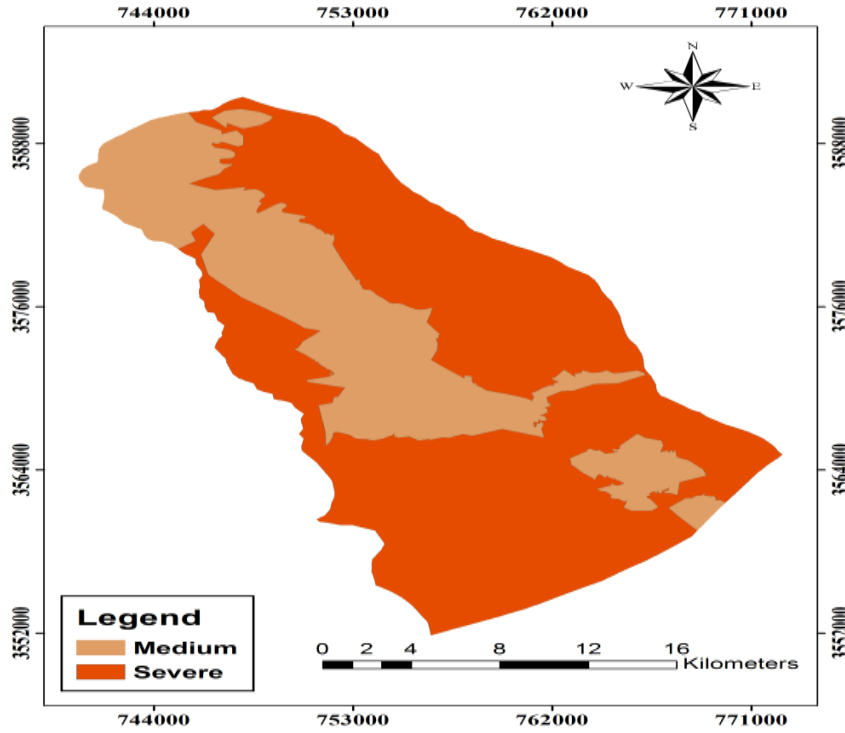 744000 753000 762000 771000
N
W E
S
3588000 3588000
3576000 3576000
3564000 3564000
3552000 3552000
Legend
Medium
Severe
0 2 4 8 12 16
Kilometers
744000 753000 762000 771000